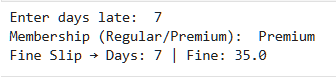 Enter days late:  7
Membership (Regular/Premium):  Premium
Fine Slip → Days: 7 | Fine: 35.0